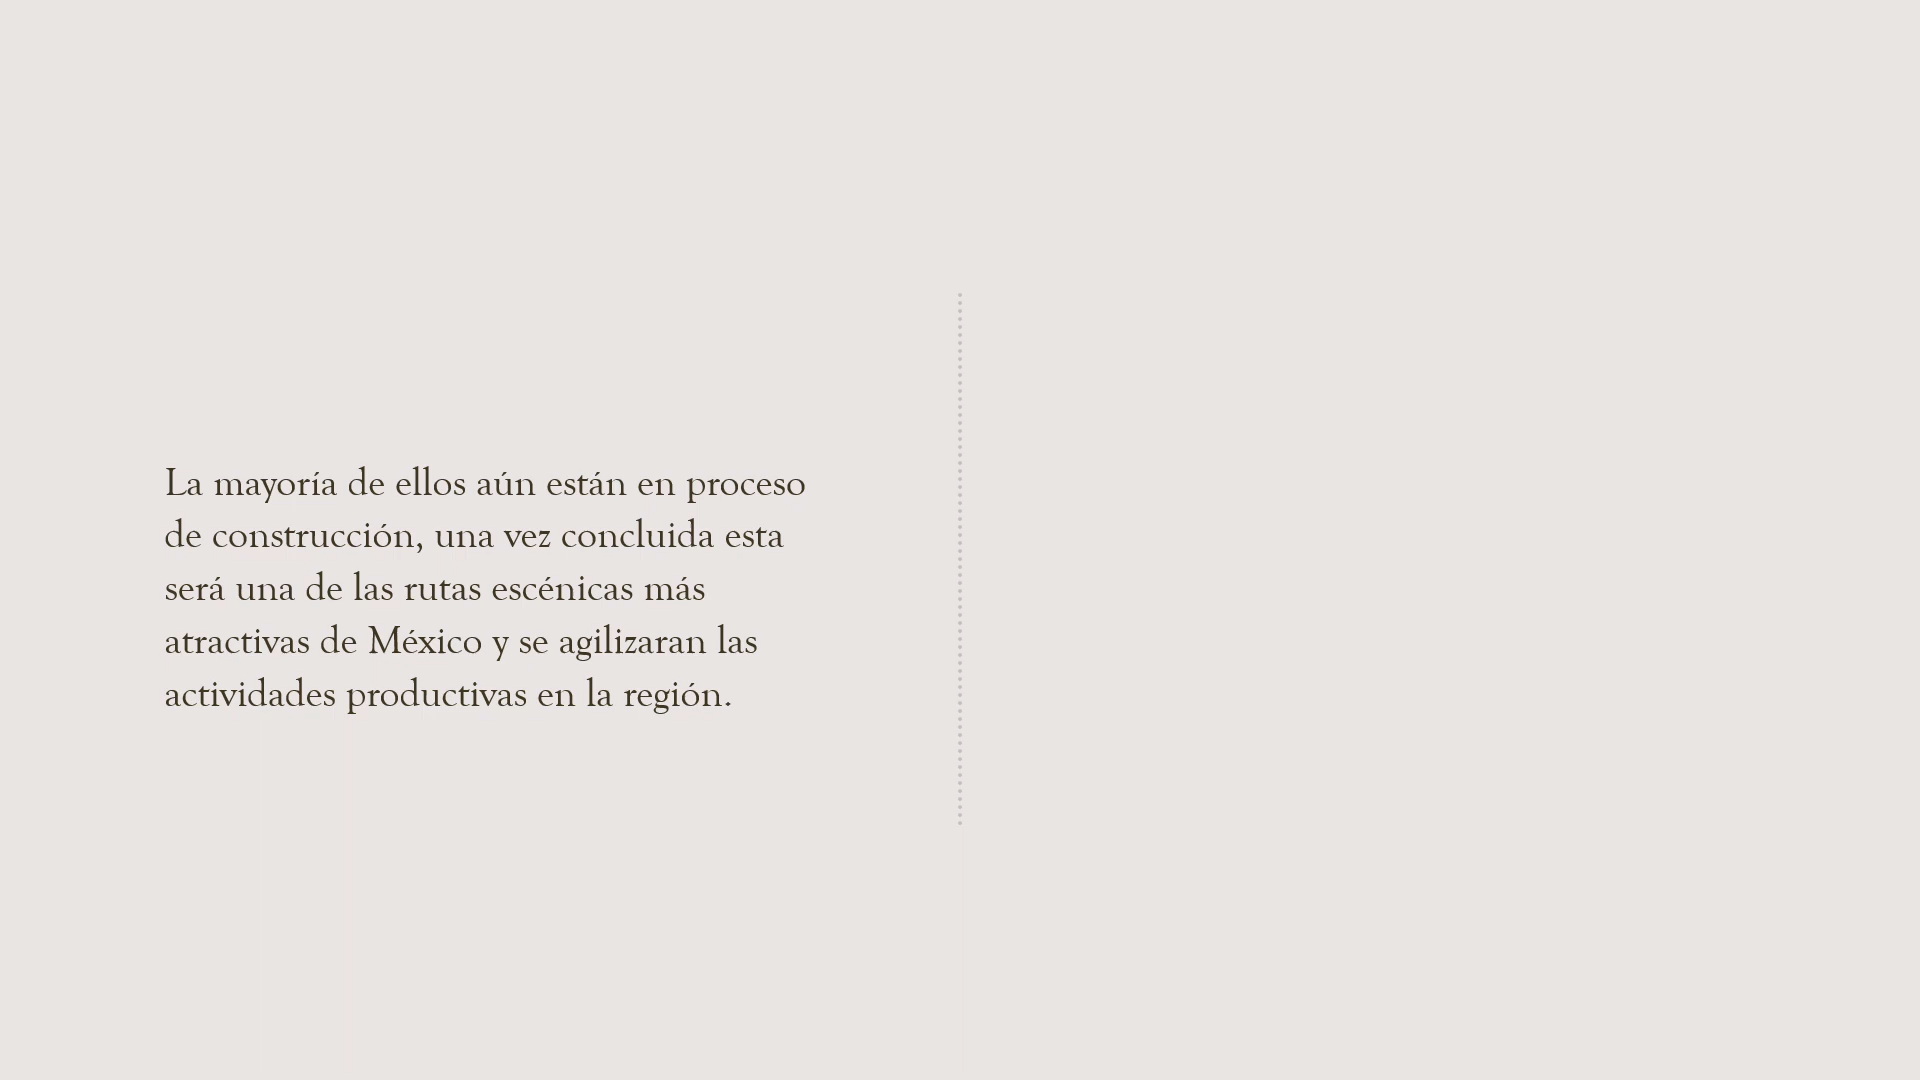 La mayoría de ellos aún están en proceso
de construcción, una vez concluida esta
será una de las rutas escénicas más
atractivas de México y se agilizaran las
actividades productivas en la región.